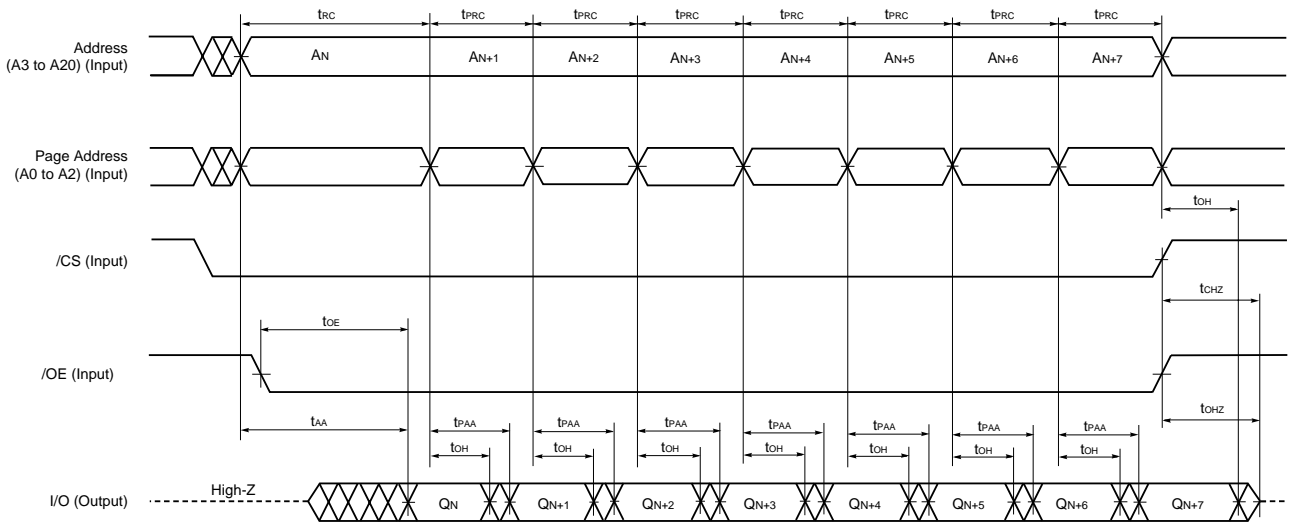 tRC tPRC tPRC tPRC tPRC tPRC tPRC tPRC
Address
(A3 to A20) (Input)
AN AN+1 AN+2 AN+3 AN+4 AN+5 AN+6 AN+7
Page Address
(A0 to A2) (Input)
tOH
/CS (Input)
tCHZ
tOE
/OE (Input)
tOHZ
tAA tPAA tPAA tPAA tPAA tPAA tPAA tPAA
tOH tOH tOH tOH tOH tOH tOH
I/O (Output)
High-Z
QN QN+1 QN+2 QN+3 QN+4 QN+5 QN+6 QN+7